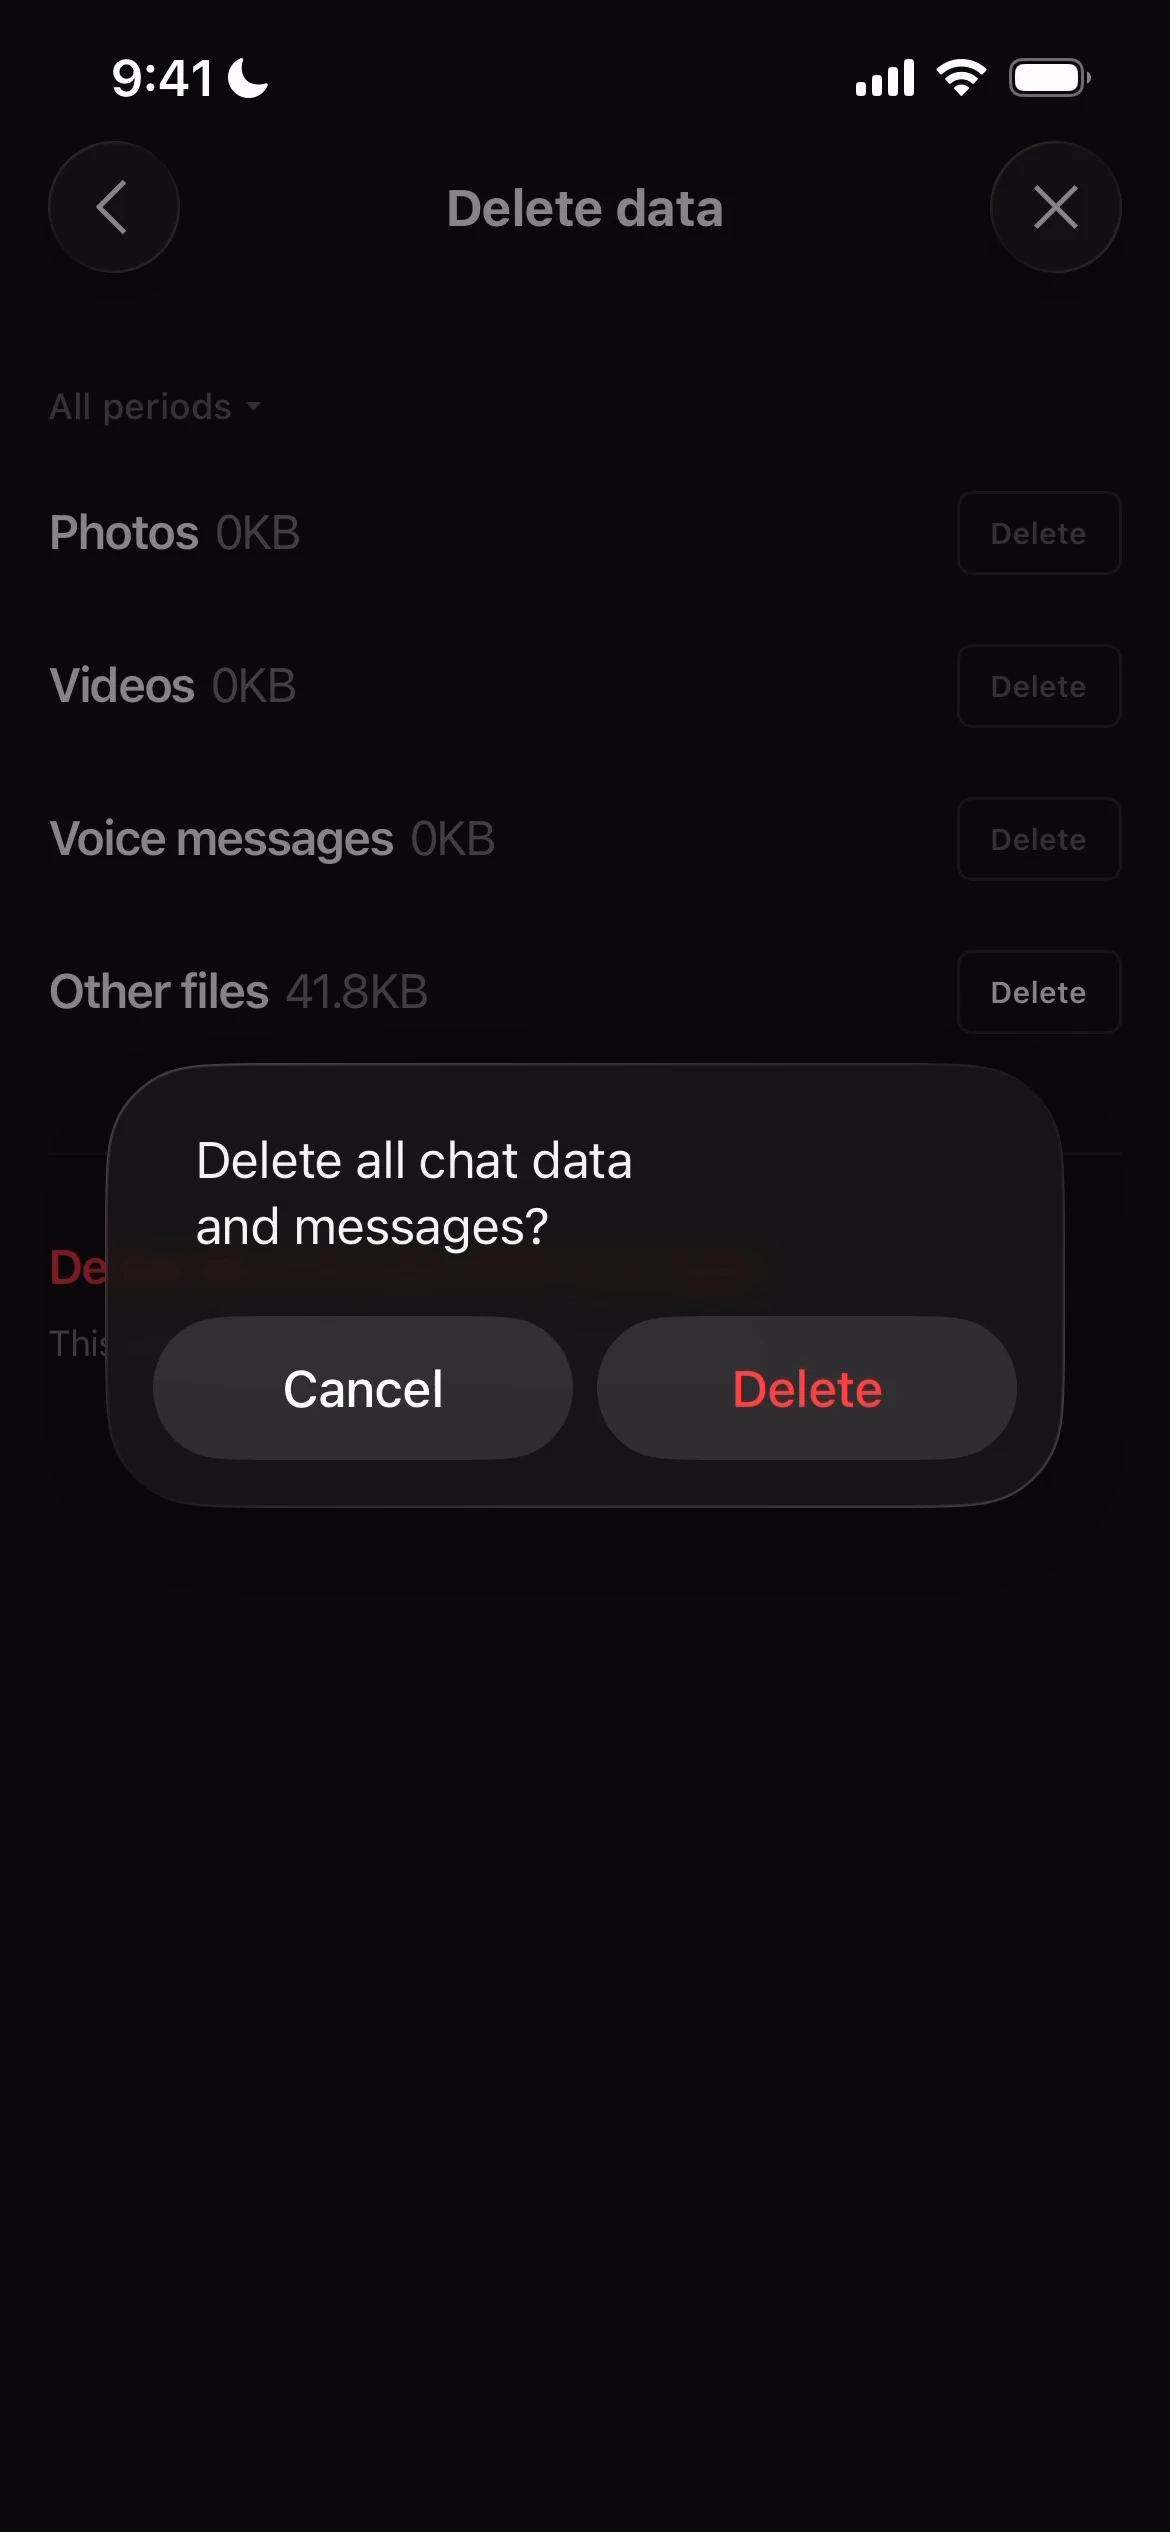 9:41
Delete data
All periods
Photos 0KB
Delete
Videos 0KB
Delete
Voice messages 0KB
Delete
Other files 41.8KB
Delete
Delete all chat data
and messages?
Cancel
Delete